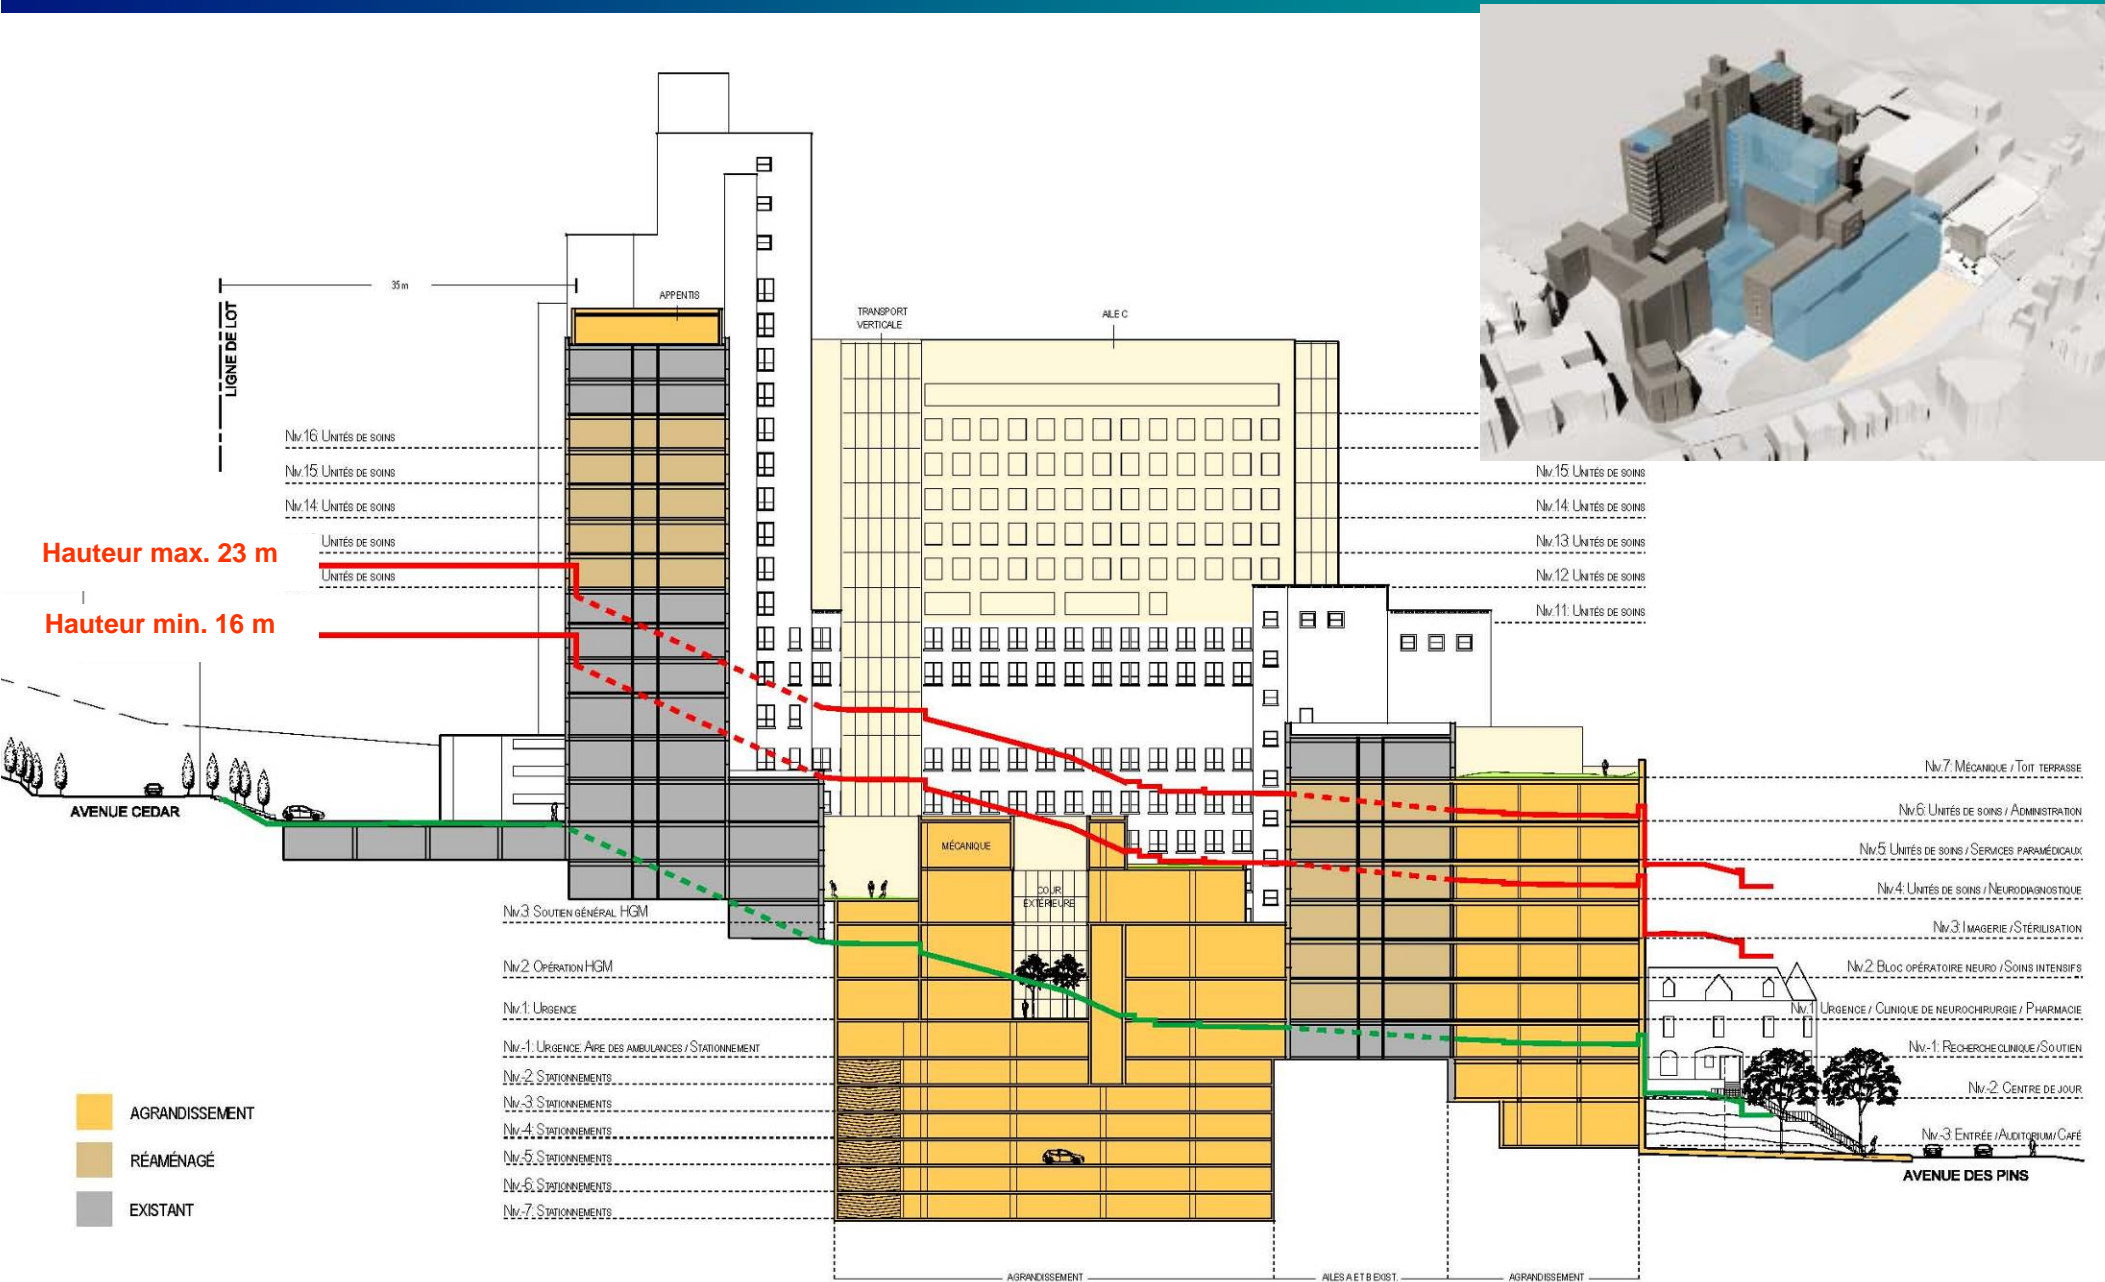 35 m
LIGNE DE LOT
APPENTIS
TRANSPORT
VERTICALE
AILE C
Niv.16: Unités de soins
Niv.15: Unités de soins
Niv.14: Unités de soins
Unités de soins
Unités de soins
Hauteur max. 23 m
Hauteur min. 16 m
Niv.15: Unités de soins
Niv.14: Unités de soins
Niv.13: Unités de soins
Niv.12: Unités de soins
Niv.11: Unités de soins
AVENUE CEDAR
MÉCANIQUE
COUR
EXTÉRIEURE
Niv.7: Mécanique / Toit terrasse
Niv.6: Unités de soins / Administration
Niv.5: Unités de soins / Services paramédicaux
Niv.4: Unités de soins / Neurodiagnostique
Niv.3: Imagerie / Stérilisation
Niv.2: Bloc opératoire neuro / Soins intensifs
Niv.1: Urgence / Clinique de neurochirurgie / Pharmacie
Niv.-1: Recherche clinique / Soutien
Niv.-2: Centre de jour
Niv.-3: Entrée / Auditorium / Café
AVENUE DES PINS
Niv.3: Soutien général HGM
Niv.2: Opération HGM
Niv.1: Urgence
Niv.-1: Urgence: Aire des ambulances / Stationnement
Niv.-2: Stationnements
Niv.-3: Stationnements
Niv.-4: Stationnements
Niv.-5: Stationnements
Niv.-6: Stationnements
Niv.-7: Stationnements
AGRANDISSEMENT
RÉAMÉNAGÉ
EXISTANT
AGRANDISSEMENT
AILES A ET B EXIST.
AGRANDISSEMENT